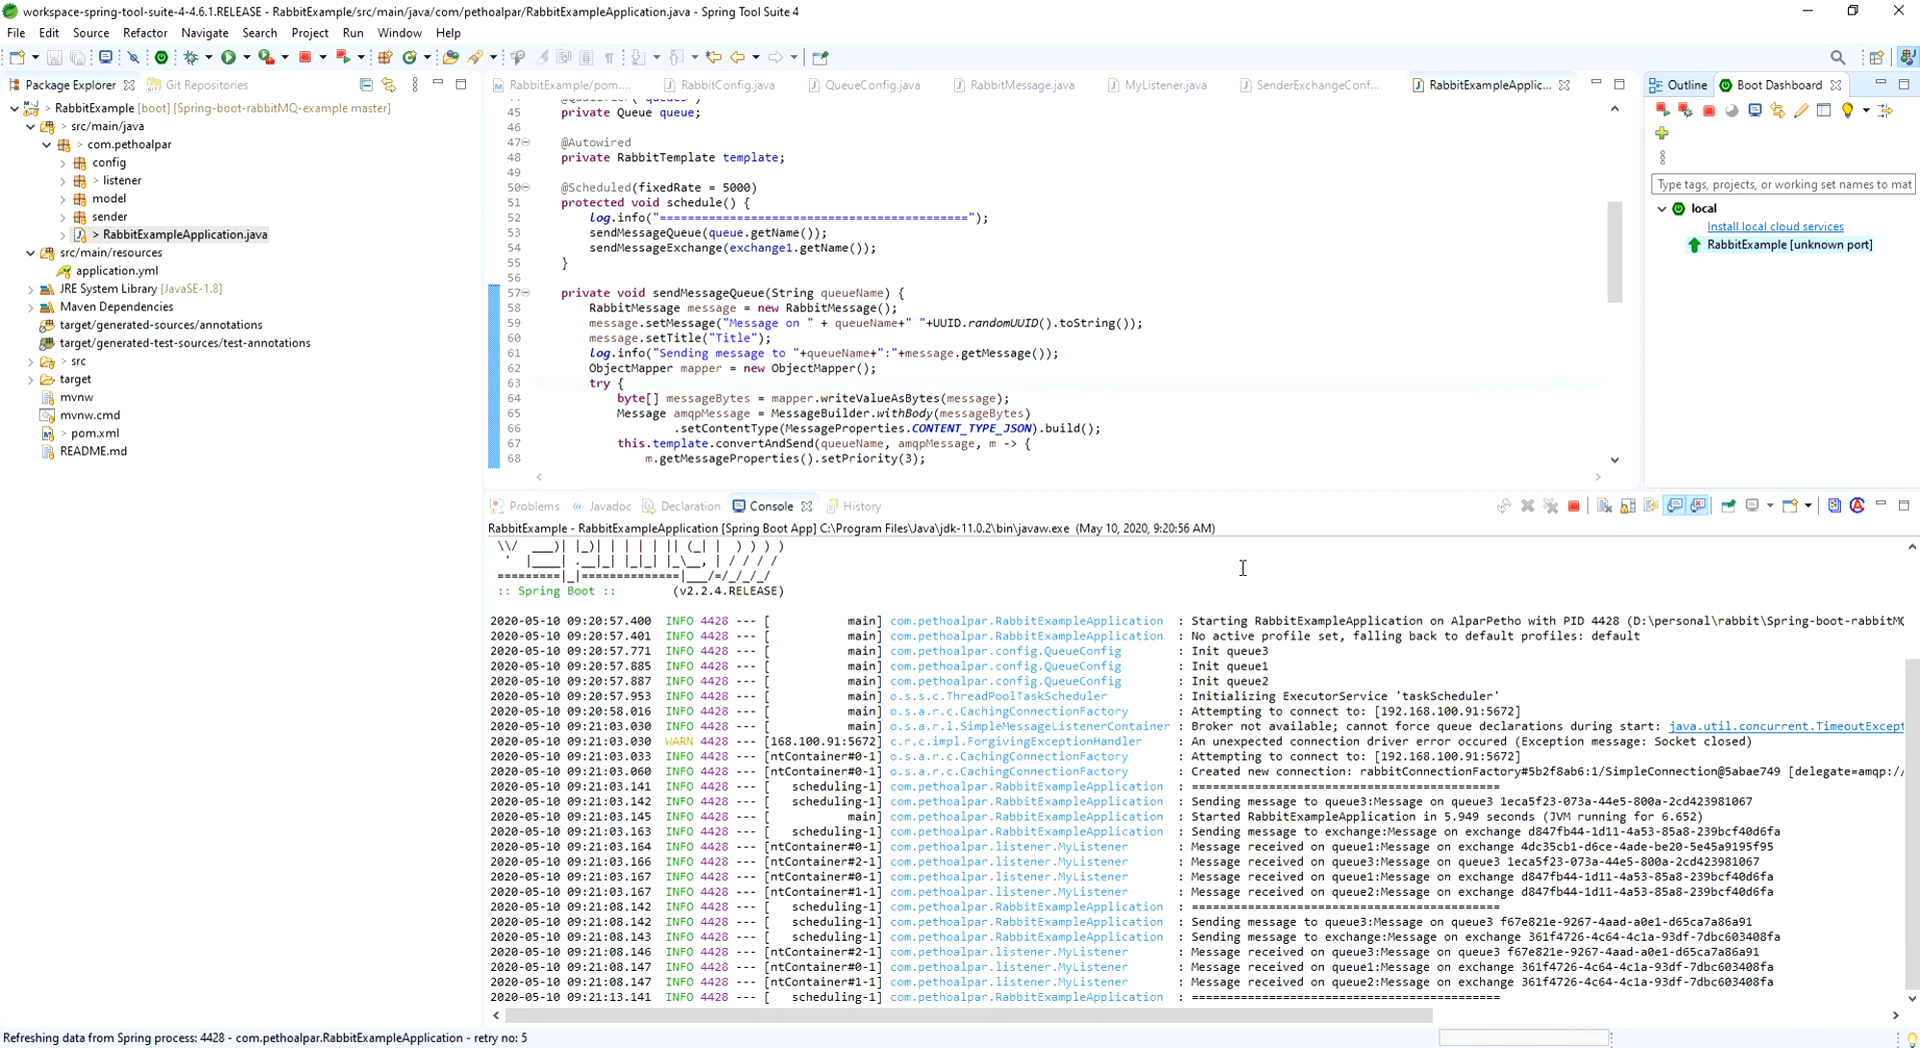 workspace-spring-tool-suite-4-4.6.1.RELEASE - RabbitExample/src/main/java/com/pethoalpar/RabbitExampleApplication.java - Spring Tool Suite 4
File Edit Source Refactor Navigate Search Project Run Window Help
Package Explorer Git Repositories
RabbitExample [boot] [Spring-boot-rabbitMQ-example master]
> src/main/java
> com.pethoalpar
config
> listener
model
sender
> RabbitExampleApplication.java
src/main/resources
application.yml
JRE System Library [JavaSE-1.8]
Maven Dependencies
target/generated-sources/annotations
target/generated-test-sources/test-annotations
> src
target
mvnw
mvnw.cmd
> pom.xml
README.md
RabbitExample/pom.... RabbitConfig.java QueueConfig.java RabbitMessage.java MyListener.java SenderExchangeConf... RabbitExampleApplic...
45 private Queue queue;
46
47 @Autowired
48 private RabbitTemplate template;
49
50 @Scheduled(fixedRate = 5000)
51 protected void schedule() {
52 log.info("============================================");
53 sendMessageQueue(queue.getName());
54 sendMessageExchange(exchange1.getName());
55 }
56
57 private void sendMessageQueue(String queueName) {
58 RabbitMessage message = new RabbitMessage();
59 message.setMessage("Message on " + queueName+" "+UUID.randomUUID().toString());
60 message.setTitle("Title");
61 log.info("Sending message to "+queueName+":"+message.getMessage());
62 ObjectMapper mapper = new ObjectMapper();
63 try {
64 byte[] messageBytes = mapper.writeValueAsBytes(message);
65 Message amqpMessage = MessageBuilder.withBody(messageBytes)
66 .setContentType(MessageProperties.CONTENT_TYPE_JSON).build();
67 this.template.convertAndSend(queueName, amqpMessage, m -> {
68 m.getMessageProperties().setPriority(3);
Outline Boot Dashboard
Type tags, projects, or working set names to mat
local
Install local cloud services
RabbitExample [unknown port]
Problems Javadoc Declaration Console History
RabbitExample - RabbitExampleApplication [Spring Boot App] C:\Program Files\Java\jdk-11.0.2\bin\javaw.exe (May 10, 2020, 9:20:56 AM)
 \\/  ___)| |_)| | | | | || (_| |  ) ) ) )
  '  |____| .__|_| |_|_| |_\__, | / / / /
 =========|_|==============|___/=/_/_/_/
 :: Spring Boot :: (v2.2.4.RELEASE)
2020-05-10 09:20:57.400 INFO 4428 --- [ main] com.pethoalpar.RabbitExampleApplication : Starting RabbitExampleApplication on AlparPetho with PID 4428 (D:\personal\rabbit\Spring-boot-rabbitMQ
2020-05-10 09:20:57.401 INFO 4428 --- [ main] com.pethoalpar.RabbitExampleApplication : No active profile set, falling back to default profiles: default
2020-05-10 09:20:57.771 INFO 4428 --- [ main] com.pethoalpar.config.QueueConfig : Init queue3
2020-05-10 09:20:57.885 INFO 4428 --- [ main] com.pethoalpar.config.QueueConfig : Init queue1
2020-05-10 09:20:57.887 INFO 4428 --- [ main] com.pethoalpar.config.QueueConfig : Init queue2
2020-05-10 09:20:57.953 INFO 4428 --- [ main] o.s.s.c.ThreadPoolTaskScheduler : Initializing ExecutorService 'taskScheduler'
2020-05-10 09:20:58.016 INFO 4428 --- [ main] o.s.a.r.c.CachingConnectionFactory : Attempting to connect to: [192.168.100.91:5672]
2020-05-10 09:21:03.030 INFO 4428 --- [ main] o.s.a.r.l.SimpleMessageListenerContainer : Broker not available; cannot force queue declarations during start: java.util.concurrent.TimeoutExcept
2020-05-10 09:21:03.030 WARN 4428 --- [168.100.91:5672] c.r.c.impl.ForgivingExceptionHandler : An unexpected connection driver error occured (Exception message: Socket closed)
2020-05-10 09:21:03.033 INFO 4428 --- [ntContainer#0-1] o.s.a.r.c.CachingConnectionFactory : Attempting to connect to: [192.168.100.91:5672]
2020-05-10 09:21:03.060 INFO 4428 --- [ntContainer#0-1] o.s.a.r.c.CachingConnectionFactory : Created new connection: rabbitConnectionFactory#5b2f8ab6:1/SimpleConnection@5abae749 [delegate=amqp://
2020-05-10 09:21:03.141 INFO 4428 --- [ scheduling-1] com.pethoalpar.RabbitExampleApplication : ============================================
2020-05-10 09:21:03.142 INFO 4428 --- [ scheduling-1] com.pethoalpar.RabbitExampleApplication : Sending message to queue3:Message on queue3 1eca5f23-073a-44e5-800a-2cd423981067
2020-05-10 09:21:03.145 INFO 4428 --- [ main] com.pethoalpar.RabbitExampleApplication : Started RabbitExampleApplication in 5.949 seconds (JVM running for 6.652)
2020-05-10 09:21:03.163 INFO 4428 --- [ scheduling-1] com.pethoalpar.RabbitExampleApplication : Sending message to exchange:Message on exchange d847fb44-1d11-4a53-85a8-239bcf40d6fa
2020-05-10 09:21:03.164 INFO 4428 --- [ntContainer#0-1] com.pethoalpar.listener.MyListener : Message received on queue1:Message on exchange 4dc35cb1-d6ce-4ade-be20-5e45a9195f95
2020-05-10 09:21:03.166 INFO 4428 --- [ntContainer#2-1] com.pethoalpar.listener.MyListener : Message received on queue3:Message on queue3 1eca5f23-073a-44e5-800a-2cd423981067
2020-05-10 09:21:03.167 INFO 4428 --- [ntContainer#0-1] com.pethoalpar.listener.MyListener : Message received on queue1:Message on exchange d847fb44-1d11-4a53-85a8-239bcf40d6fa
2020-05-10 09:21:03.167 INFO 4428 --- [ntContainer#1-1] com.pethoalpar.listener.MyListener : Message received on queue2:Message on exchange d847fb44-1d11-4a53-85a8-239bcf40d6fa
2020-05-10 09:21:08.142 INFO 4428 --- [ scheduling-1] com.pethoalpar.RabbitExampleApplication : ============================================
2020-05-10 09:21:08.142 INFO 4428 --- [ scheduling-1] com.pethoalpar.RabbitExampleApplication : Sending message to queue3:Message on queue3 f67e821e-9267-4aad-a0e1-d65ca7a86a91
2020-05-10 09:21:08.143 INFO 4428 --- [ scheduling-1] com.pethoalpar.RabbitExampleApplication : Sending message to exchange:Message on exchange 361f4726-4c64-4c1a-93df-7dbc603408fa
2020-05-10 09:21:08.146 INFO 4428 --- [ntContainer#2-1] com.pethoalpar.listener.MyListener : Message received on queue3:Message on queue3 f67e821e-9267-4aad-a0e1-d65ca7a86a91
2020-05-10 09:21:08.147 INFO 4428 --- [ntContainer#0-1] com.pethoalpar.listener.MyListener : Message received on queue1:Message on exchange 361f4726-4c64-4c1a-93df-7dbc603408fa
2020-05-10 09:21:08.147 INFO 4428 --- [ntContainer#1-1] com.pethoalpar.listener.MyListener : Message received on queue2:Message on exchange 361f4726-4c64-4c1a-93df-7dbc603408fa
2020-05-10 09:21:13.141 INFO 4428 --- [ scheduling-1] com.pethoalpar.RabbitExampleApplication : ============================================
Refreshing data from Spring process: 4428 - com.pethoalpar.RabbitExampleApplication - retry no: 5